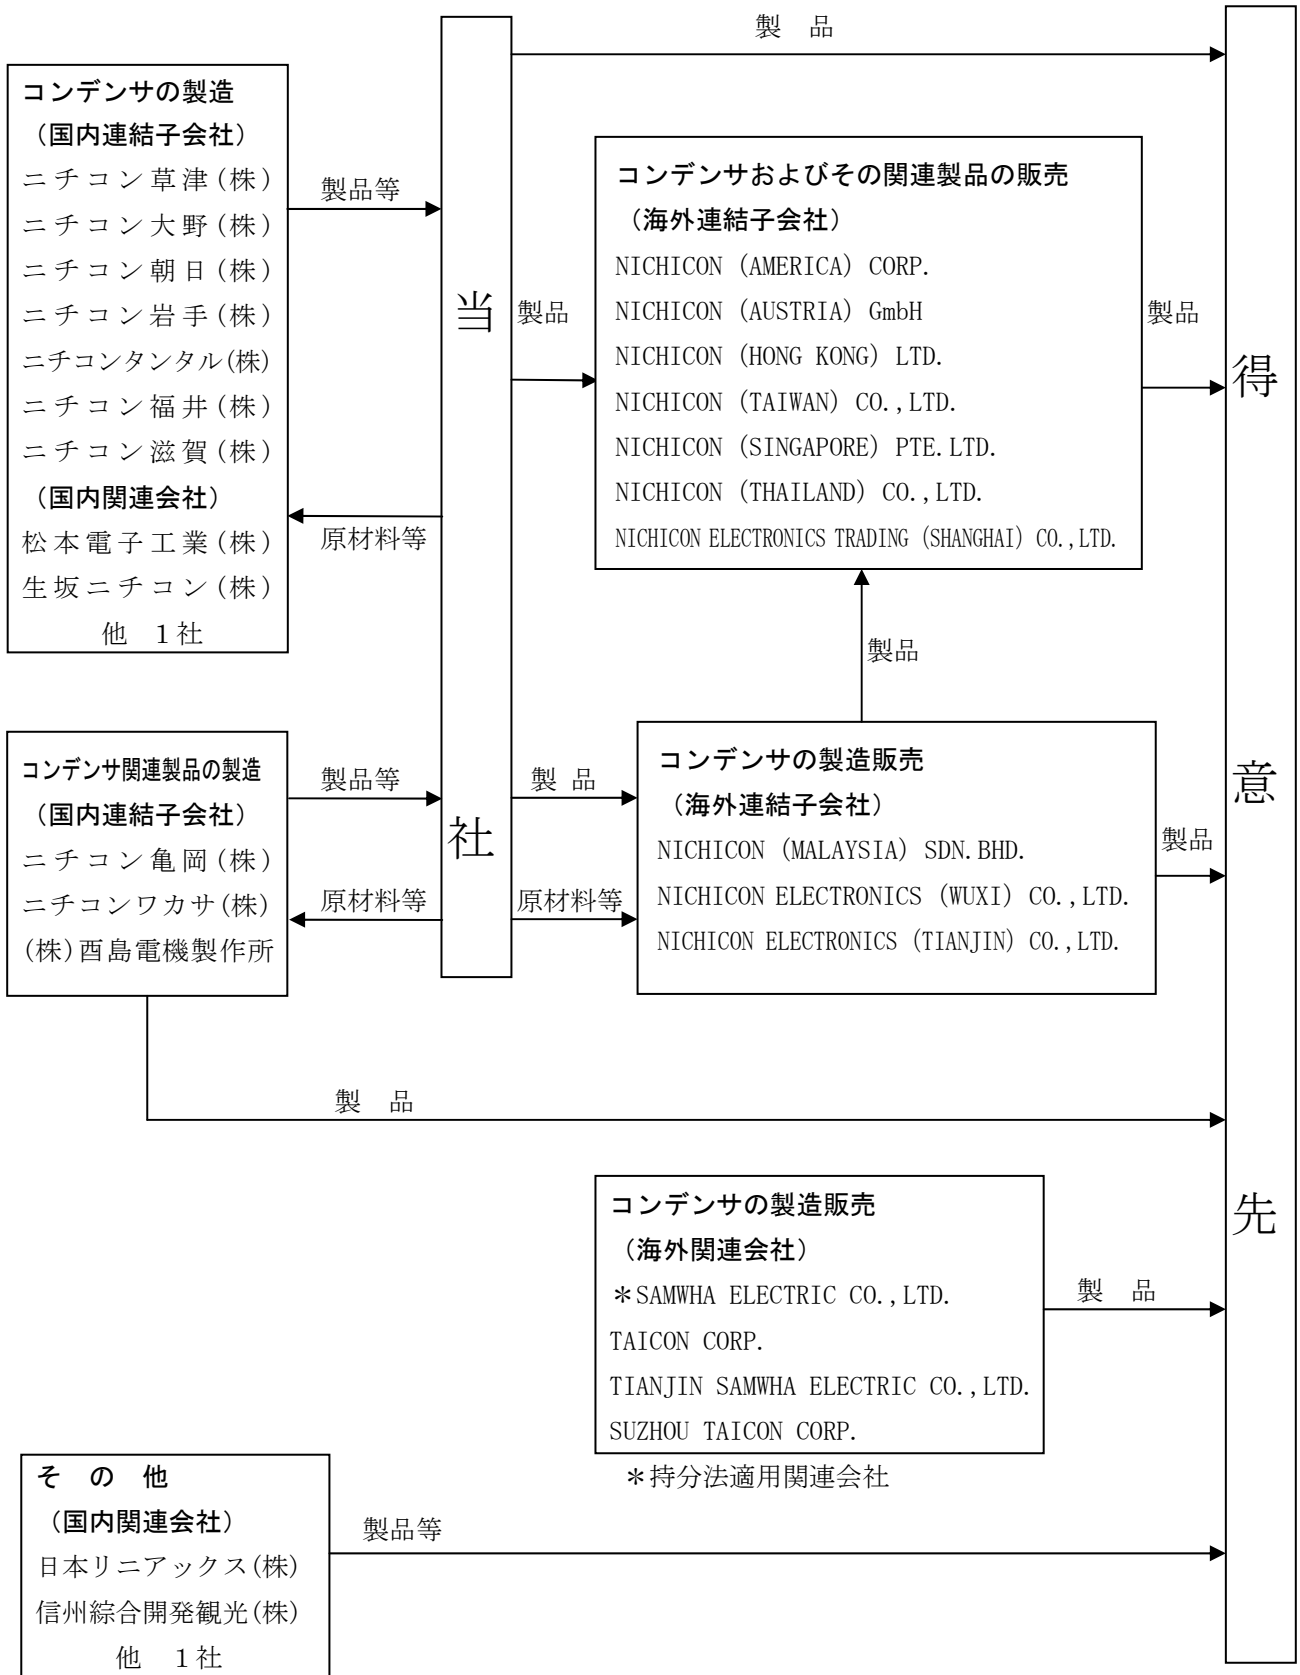 製　品
コンデンサの製造
（国内連結子会社）
ニチコン草津(株)
ニチコン大野(株)
ニチコン朝日(株)
ニチコン岩手(株)
ニチコンタンタル(株)
ニチコン福井(株)
ニチコン滋賀(株)
（国内関連会社）
松本電子工業(株)
生坂ニチコン(株)
他　1社
製品等
原材料等
当
社
製品
コンデンサおよびその関連製品の販売
（海外連結子会社）
NICHICON (AMERICA) CORP.
NICHICON (AUSTRIA) GmbH
NICHICON (HONG KONG) LTD.
NICHICON (TAIWAN) CO.,LTD.
NICHICON (SINGAPORE) PTE.LTD.
NICHICON (THAILAND) CO.,LTD.
NICHICON ELECTRONICS TRADING (SHANGHAI) CO.,LTD.
製品
得
意
先
製品
コンデンサ関連製品の製造
（国内連結子会社）
ニチコン亀岡(株)
ニチコンワカサ(株)
(株)酉島電機製作所
製品等
原材料等
製 品
原材料等
コンデンサの製造販売
（海外連結子会社）
NICHICON (MALAYSIA) SDN.BHD.
NICHICON ELECTRONICS (WUXI) CO.,LTD.
NICHICON ELECTRONICS (TIANJIN) CO.,LTD.
製品
製　品
コンデンサの製造販売
（海外関連会社）
＊SAMWHA ELECTRIC CO.,LTD.
TAICON CORP.
TIANJIN SAMWHA ELECTRIC CO.,LTD.
SUZHOU TAICON CORP.
＊持分法適用関連会社
製　品
そ　の　他
（国内関連会社）
日本リニアックス(株)
信州綜合開発観光(株)
他　1社
製品等